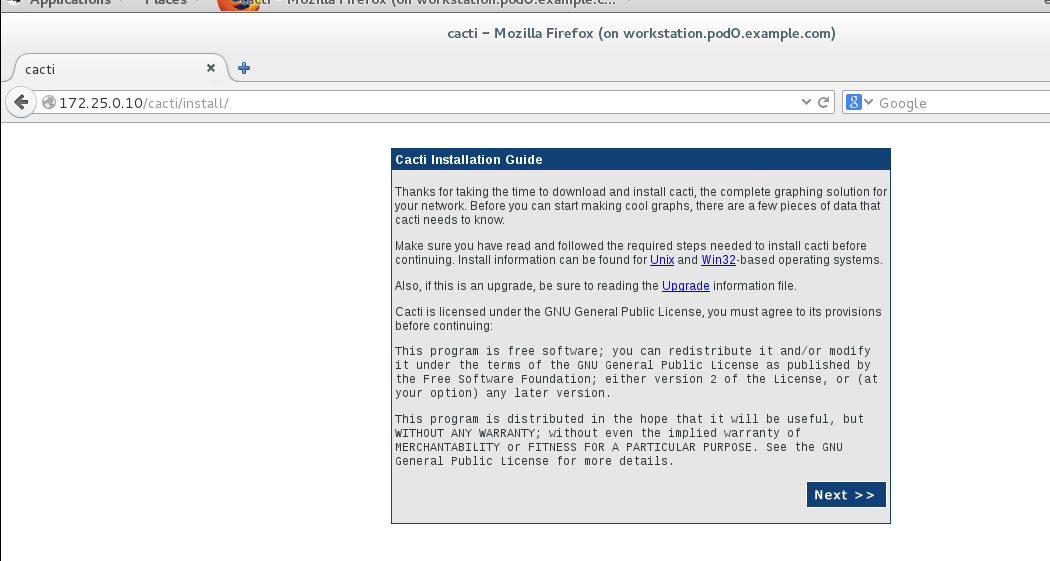 Applications
Places
cacti – Mozilla Firefox (on workstation.pod0.example.c...
cacti – Mozilla Firefox (on workstation.pod0.example.com)
cacti
172.25.0.10/cacti/install/
Google
Cacti Installation Guide
Thanks for taking the time to download and install cacti, the complete graphing solution for
your network. Before you can start making cool graphs, there are a few pieces of data that
cacti needs to know.
Make sure you have read and followed the required steps needed to install cacti before
continuing. Install information can be found for Unix and Win32-based operating systems.
Also, if this is an upgrade, be sure to reading the Upgrade information file.
Cacti is licensed under the GNU General Public License, you must agree to its provisions
before continuing:
This program is free software; you can redistribute it and/or modify
it under the terms of the GNU General Public License as published by
the Free Software Foundation; either version 2 of the License, or (at
your option) any later version.
This program is distributed in the hope that it will be useful, but
WITHOUT ANY WARRANTY; without even the implied warranty of
MERCHANTABILITY or FITNESS FOR A PARTICULAR PURPOSE. See the GNU
General Public License for more details.
Next >>